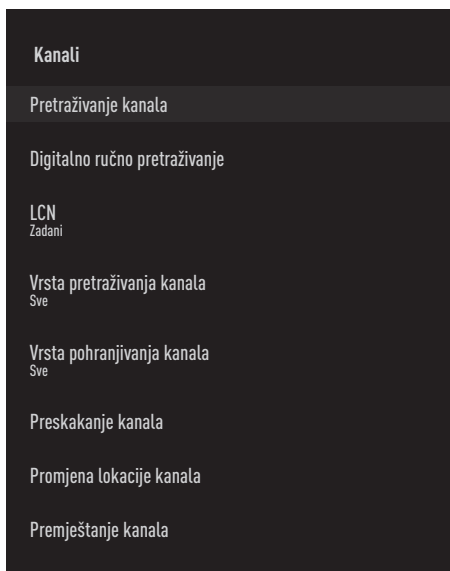 Kanali
Pretraživanje kanala
Digitalno ručno pretraživanje
LCN
Zadani
Vrsta pretraživanja kanala
Sve
Vrsta pohranjivanja kanala
Sve
Preskakanje kanala
Promjena lokacije kanala
Premještanje kanala